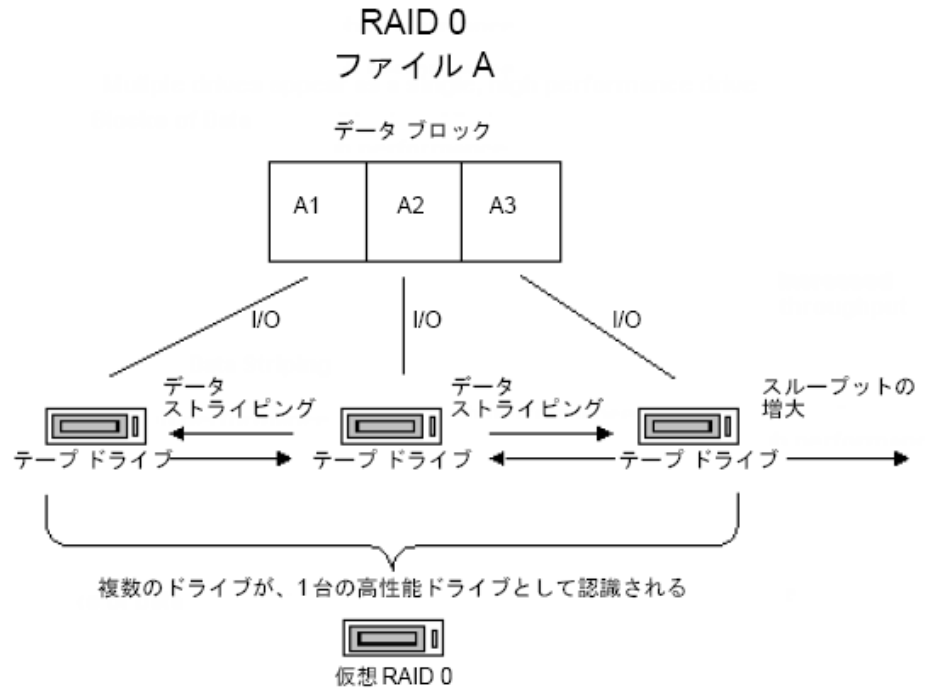 RAID 0
ファイル A
データ ブロック
A1
A2
A3
I/O
I/O
I/O
データ
ストライピング
データ
ストライピング
スループットの
増大
テープ ドライブ
テープ ドライブ
テープ ドライブ
複数のドライブが、1台の高性能ドライブとして認識される
仮想 RAID 0